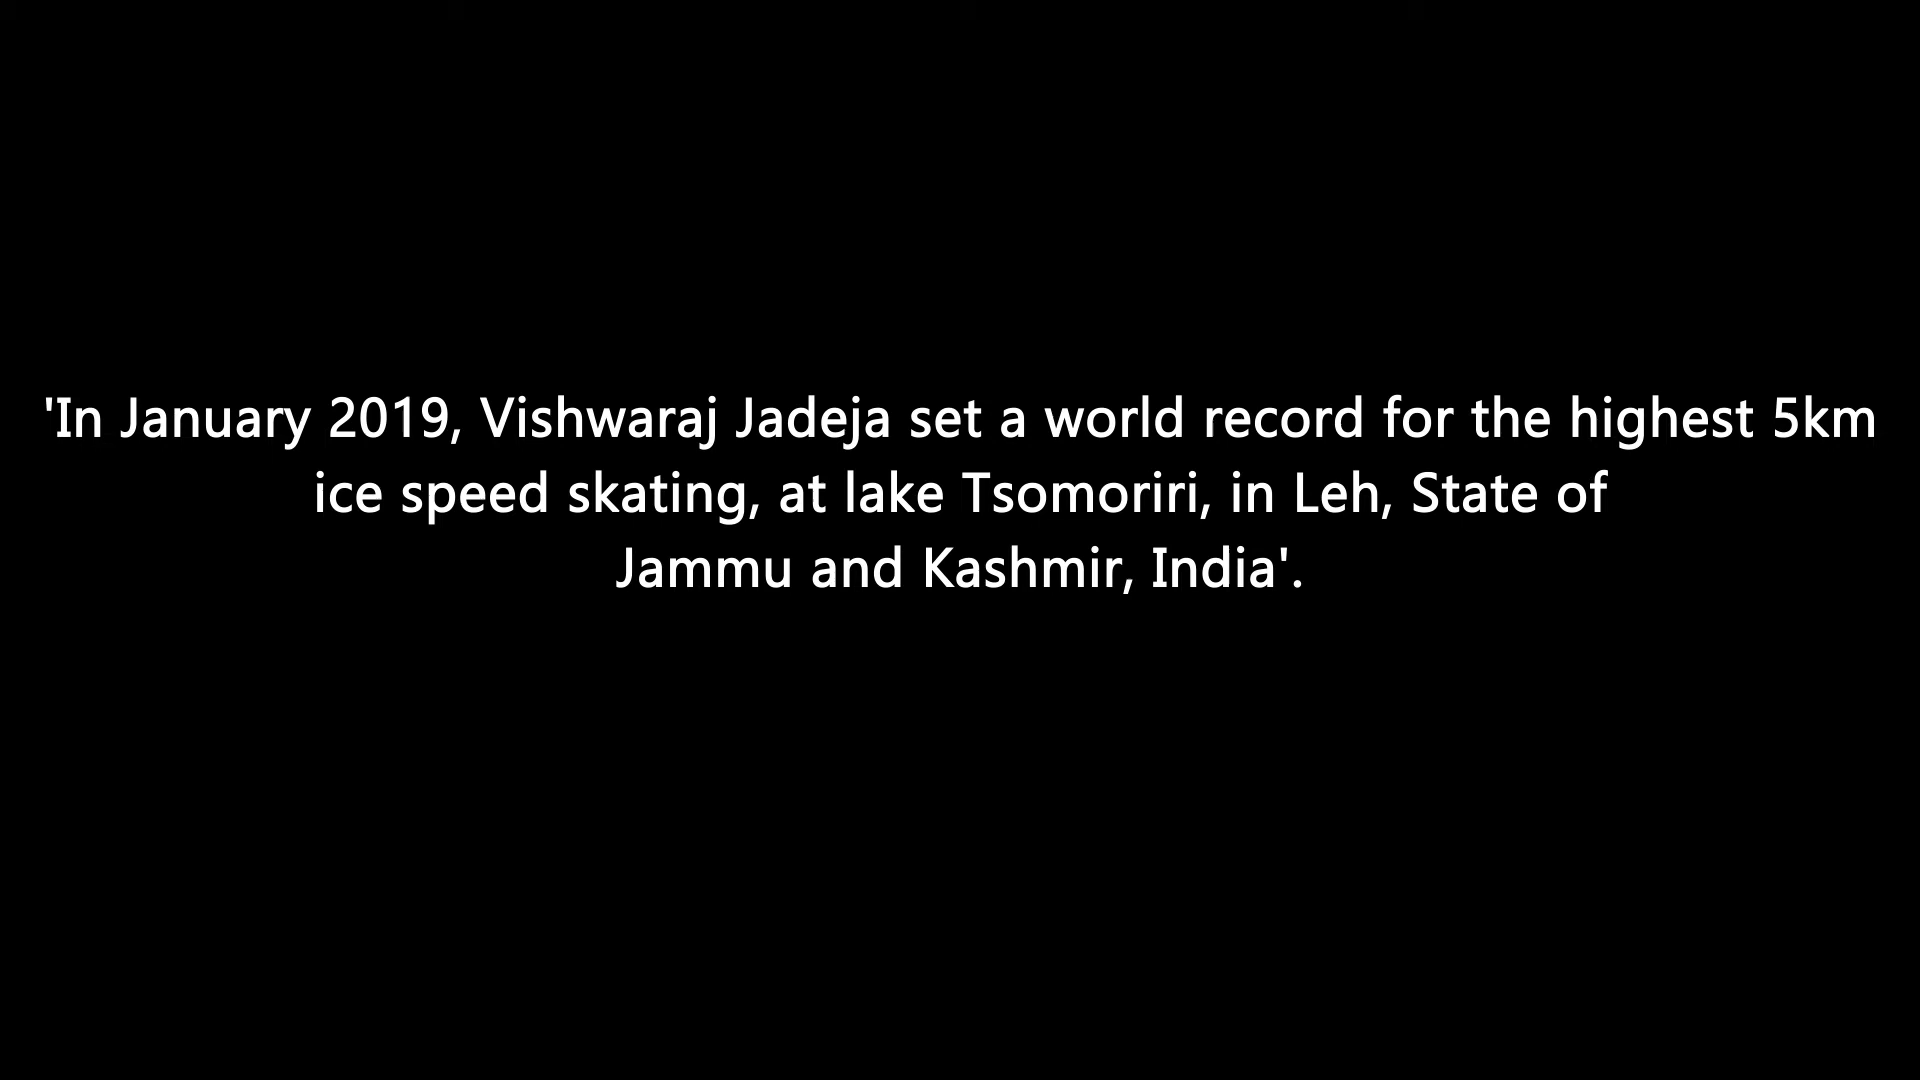 'In January 2019, Vishwaraj Jadeja set a world record for the highest 5km
ice speed skating, at lake Tsomoriri, in Leh, State of
Jammu and Kashmir, India'.